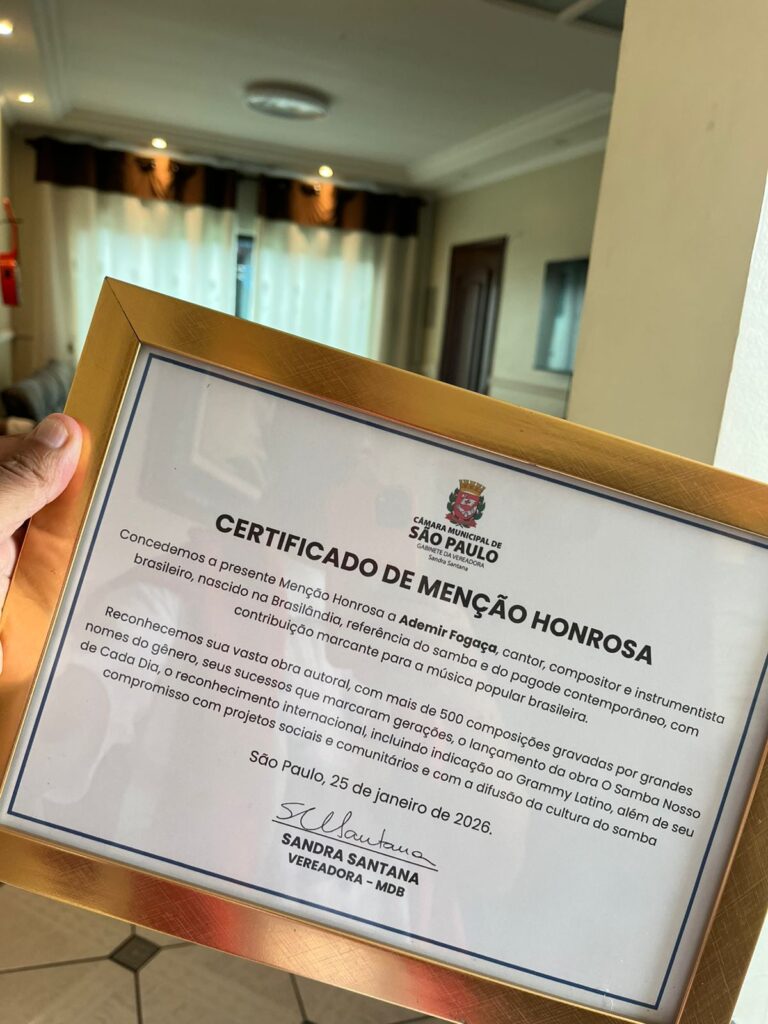 CÂMARA MUNICIPAL DE
SÃO PAULO
GABINETE DA VEREADORA
Sandra Santana
CERTIFICADO DE MENÇÃO HONROSA
Concedemos a presente Menção Honrosa a Ademir Fogaça, cantor, compositor e instrumentista
brasileiro, nascido na Brasilândia, referência do samba e do pagode contemporâneo, com
contribuição marcante para a música popular brasileira.
Reconhecemos sua vasta obra autoral, com mais de 500 composições gravadas por grandes
nomes do gênero, seus sucessos que marcaram gerações, o lançamento da obra O Samba Nosso
de Cada Dia, o reconhecimento internacional, incluindo indicação ao Grammy Latino, além de seu
compromisso com projetos sociais e comunitários e com a difusão da cultura do samba
São Paulo, 25 de janeiro de 2026.
SCSantana
SANDRA SANTANA
VEREADORA - MDB